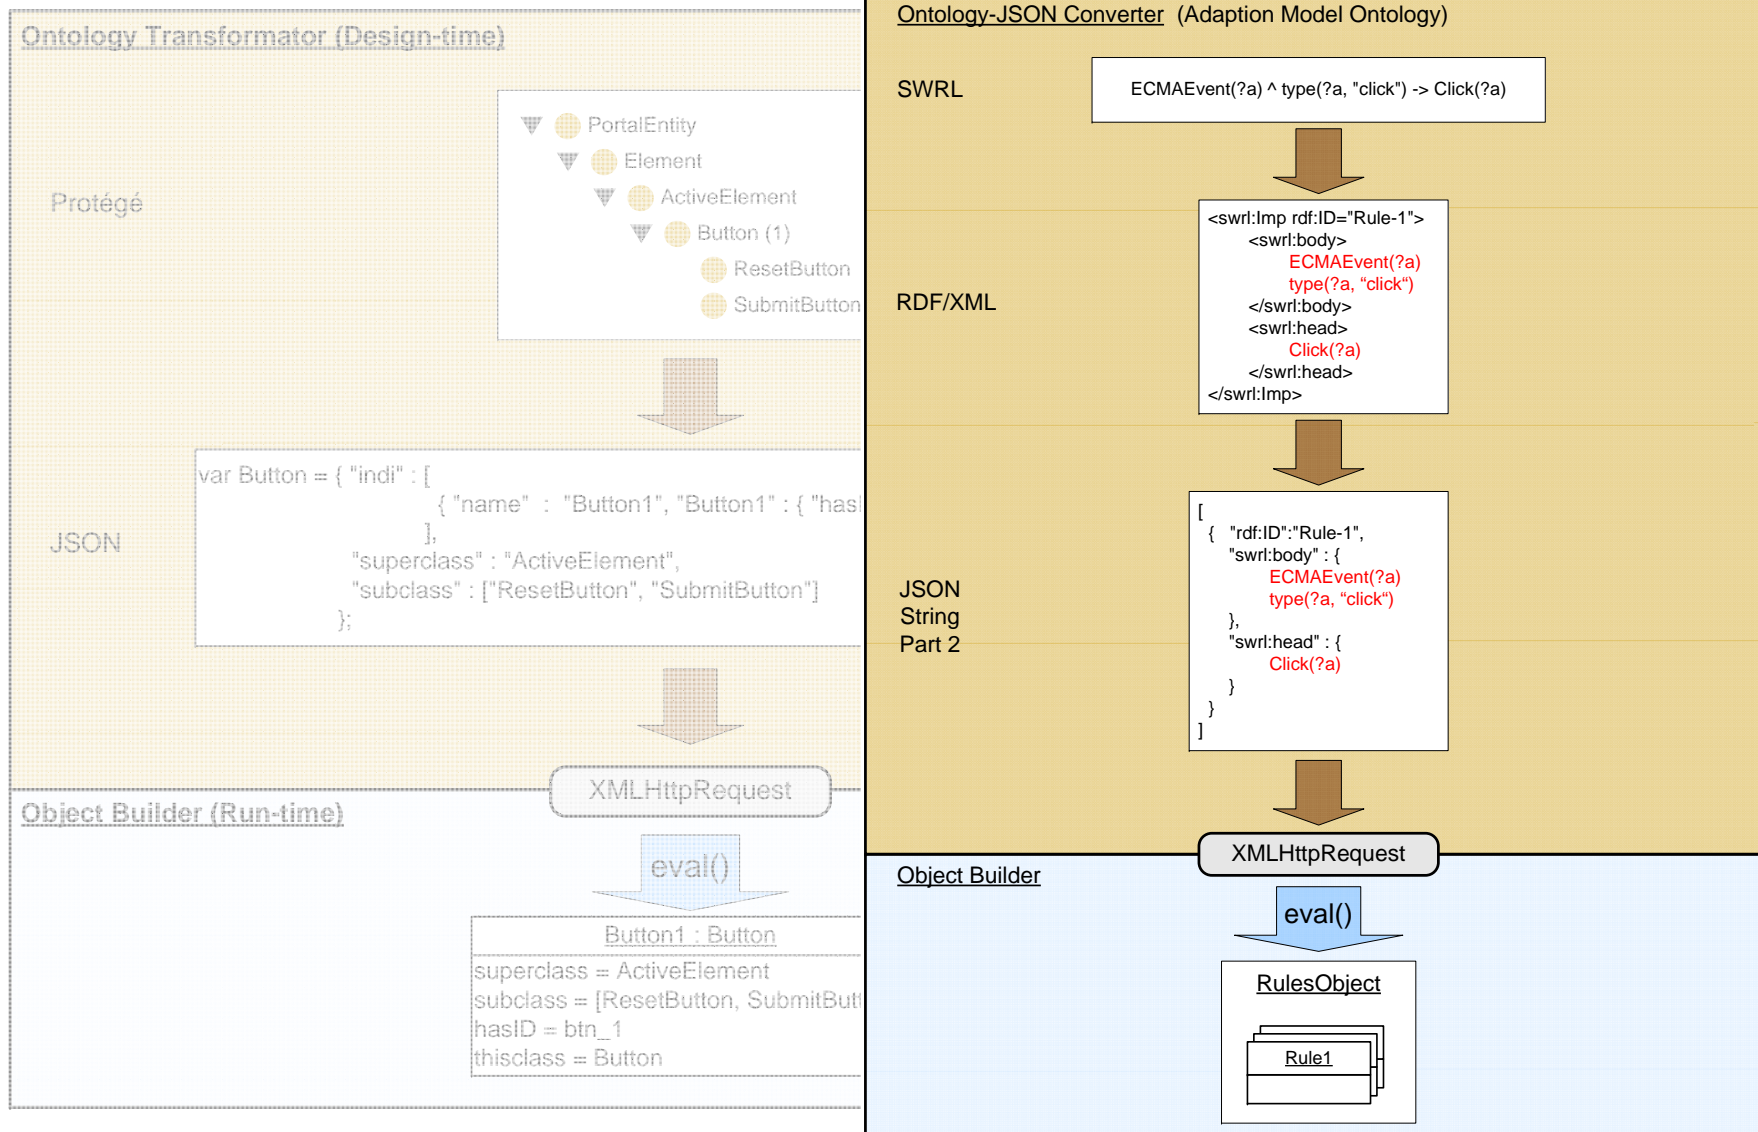 Ontology Transformator (Design-time)
Protégé
PortalEntity
Element
ActiveElement
Button (1)
ResetButton
SubmitButton
JSON
var Button = { "indi" : [
{ "name" : "Button1", "Button1" : { "has
],
"superclass" : "ActiveElement",
"subclass" : ["ResetButton", "SubmitButton"]
};
XMLHttpRequest
Object Builder (Run-time)
eval()
Button1 : Button
superclass = ActiveElement
subclass = [ResetButton, SubmitButt
hasID = btn_1
thisclass = Button
Ontology-JSON Converter (Adaption Model Ontology)
SWRL
ECMAEvent(?a) ^ type(?a, "click") -> Click(?a)
RDF/XML
<swrl:Imp rdf:ID="Rule-1">
<swrl:body>
ECMAEvent(?a)
type(?a, “click“)
</swrl:body>
<swrl:head>
Click(?a)
</swrl:head>
</swrl:Imp>
JSON
String
Part 2
[
{ "rdf:ID":"Rule-1",
"swrl:body" : {
ECMAEvent(?a)
type(?a, “click“)
},
"swrl:head" : {
Click(?a)
}
}
]
XMLHttpRequest
Object Builder
eval()
RulesObject
Rule1